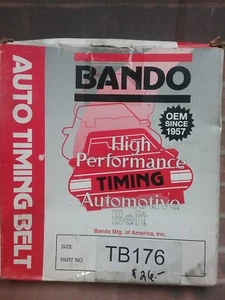 AUTO TIMING BELT
BANDO
OEM
SINCE
1957
High
Performance
TIMING
Automotive
Belt
Bando Mfg. of America, Inc.
SIZE
PART NO.
TB176
$26.-